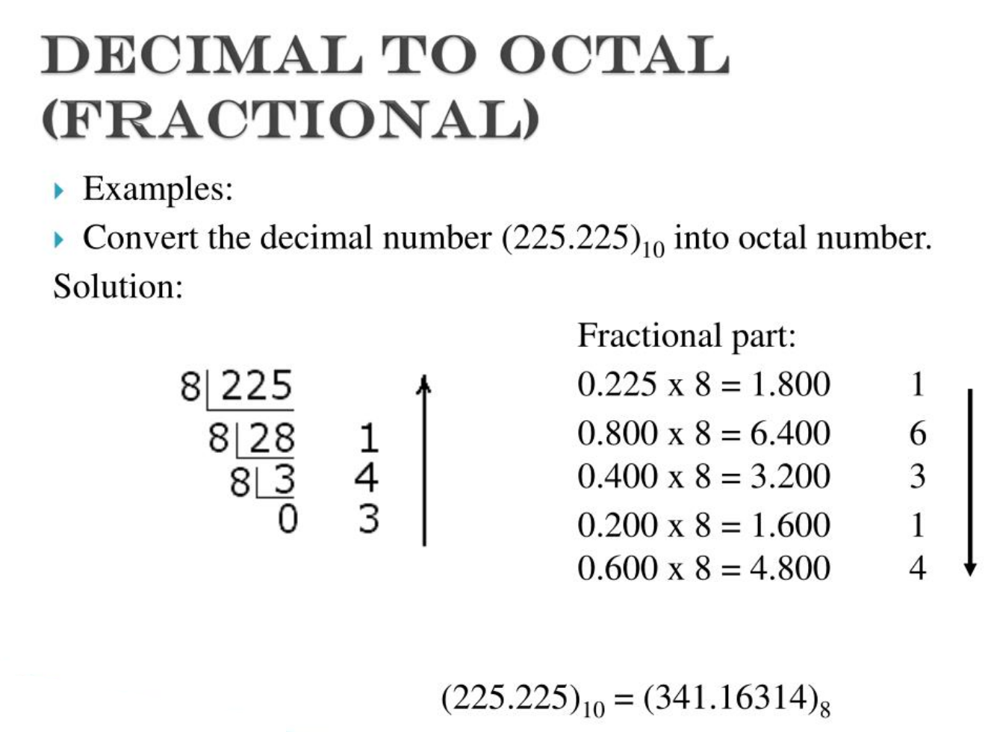 DECIMAL TO OCTAL
(FRACTIONAL)
Examples:
Convert the decimal number (225.225)₁₀ into octal number.
Solution:
8 225
8 28 1
8 3 4
0 3
Fractional part:
0.225 x 8 = 1.800 1
0.800 x 8 = 6.400 6
0.400 x 8 = 3.200 3
0.200 x 8 = 1.600 1
0.600 x 8 = 4.800 4
(225.225)₁₀ = (341.16314)₈